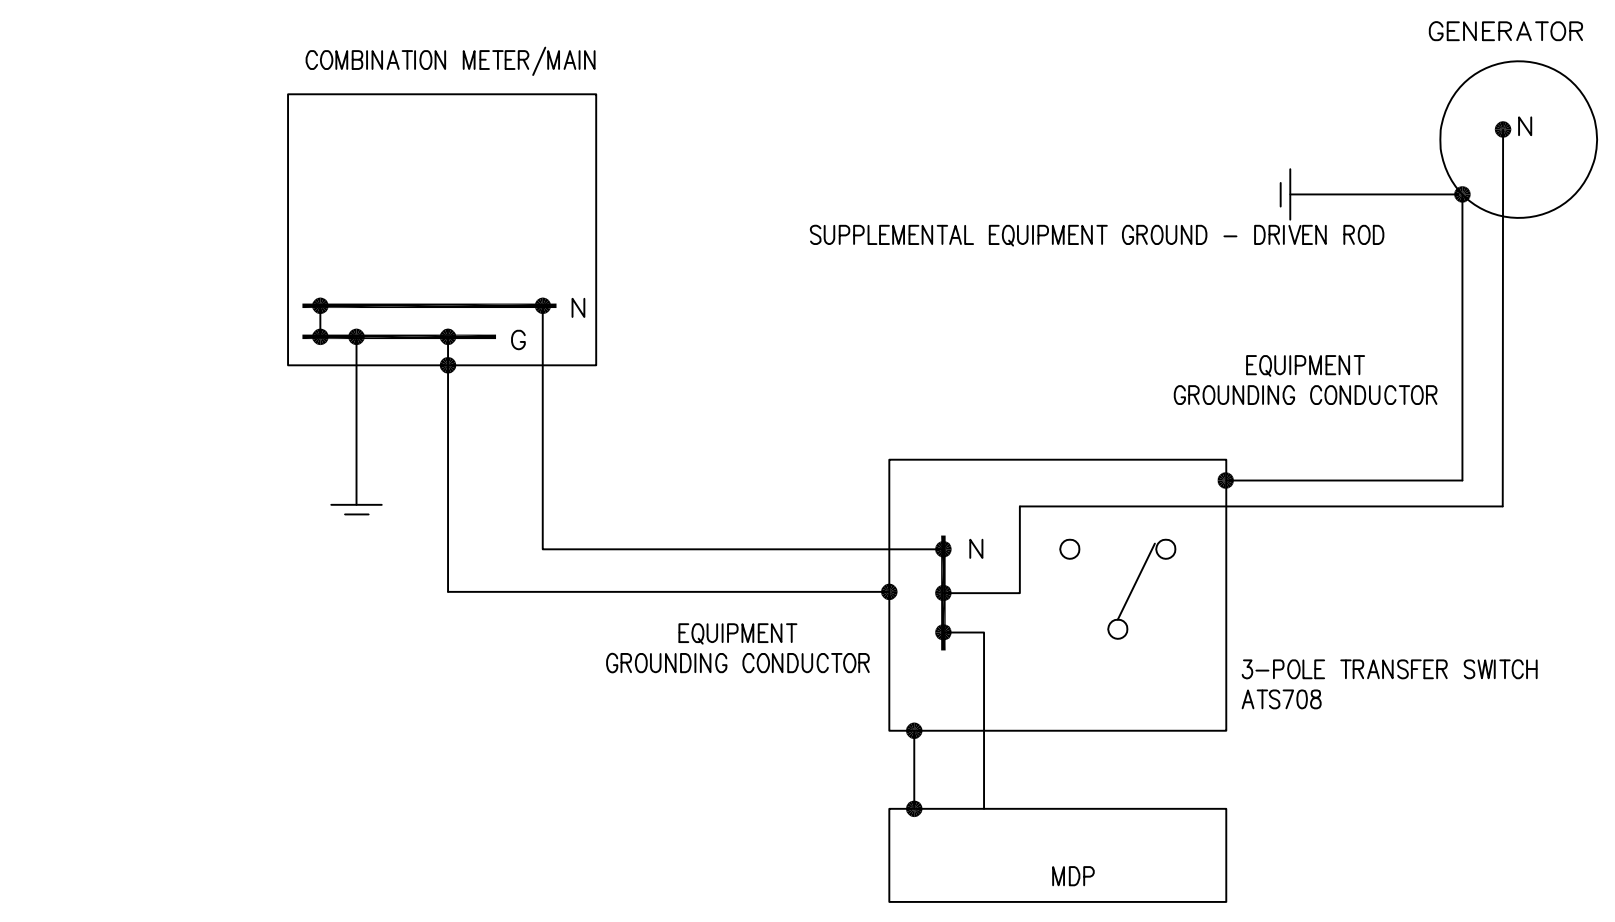 GENERATOR
COMBINATION METER/MAIN
N
SUPPLEMENTAL EQUIPMENT GROUND - DRIVEN ROD
N
G
EQUIPMENT
GROUNDING CONDUCTOR
N
EQUIPMENT
GROUNDING CONDUCTOR
3-POLE TRANSFER SWITCH
ATS708
MDP